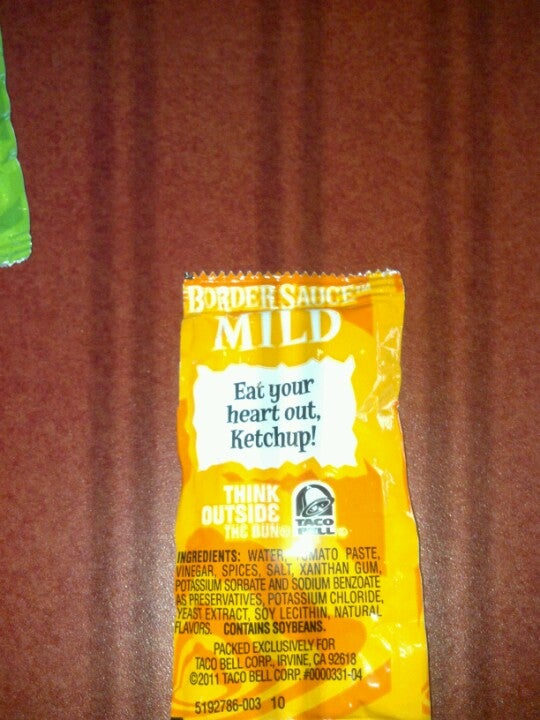 BORDER SAUCE™
MILD
Eat your
heart out,
Ketchup!
THINK
OUTSIDE
THE BUN®
TACO
BELL®
INGREDIENTS: WATER, TOMATO PASTE,
VINEGAR, SPICES, SALT, XANTHAN GUM,
POTASSIUM SORBATE AND SODIUM BENZOATE
AS PRESERVATIVES, POTASSIUM CHLORIDE,
YEAST EXTRACT, SOY LECITHIN, NATURAL
FLAVORS. CONTAINS SOYBEANS.
PACKED EXCLUSIVELY FOR
TACO BELL CORP., IRVINE, CA 92618
©2011 TACO BELL CORP. #0000331-04
5192786-003 10